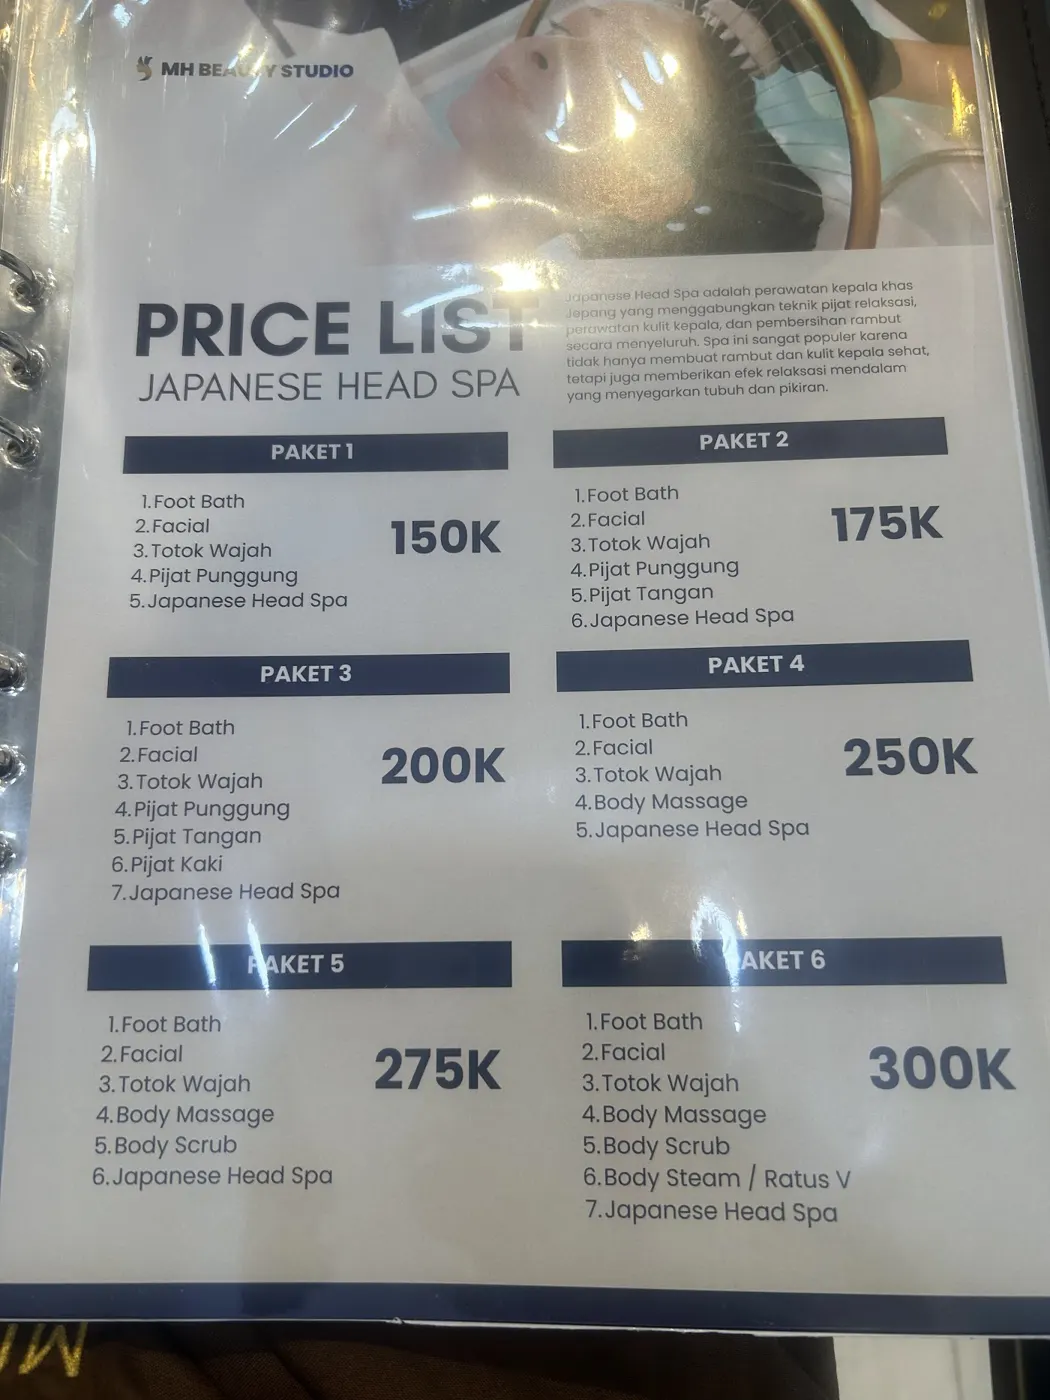 MH BEAUTY STUDIO
PRICE LIST
JAPANESE HEAD SPA
Japanese Head Spa adalah perawatan kepala khas
Jepang yang menggabungkan teknik pijat relaksasi,
perawatan kulit kepala, dan pembersihan rambut
secara menyeluruh. Spa ini sangat populer karena
tidak hanya membuat rambut dan kulit kepala sehat,
tetapi juga memberikan efek relaksasi mendalam
yang menyegarkan tubuh dan pikiran.
PAKET 1
1.Foot Bath
2.Facial
3.Totok Wajah
4.Pijat Punggung
5.Japanese Head Spa
150K
PAKET 2
1.Foot Bath
2.Facial
3.Totok Wajah
4.Pijat Punggung
5.Pijat Tangan
6.Japanese Head Spa
175K
PAKET 3
1.Foot Bath
2.Facial
3.Totok Wajah
4.Pijat Punggung
5.Pijat Tangan
6.Pijat Kaki
7.Japanese Head Spa
200K
PAKET 4
1.Foot Bath
2.Facial
3.Totok Wajah
4.Body Massage
5.Japanese Head Spa
250K
PAKET 5
1.Foot Bath
2.Facial
3.Totok Wajah
4.Body Massage
5.Body Scrub
6.Japanese Head Spa
275K
PAKET 6
1.Foot Bath
2.Facial
3.Totok Wajah
4.Body Massage
5.Body Scrub
6.Body Steam / Ratus V
7.Japanese Head Spa
300K